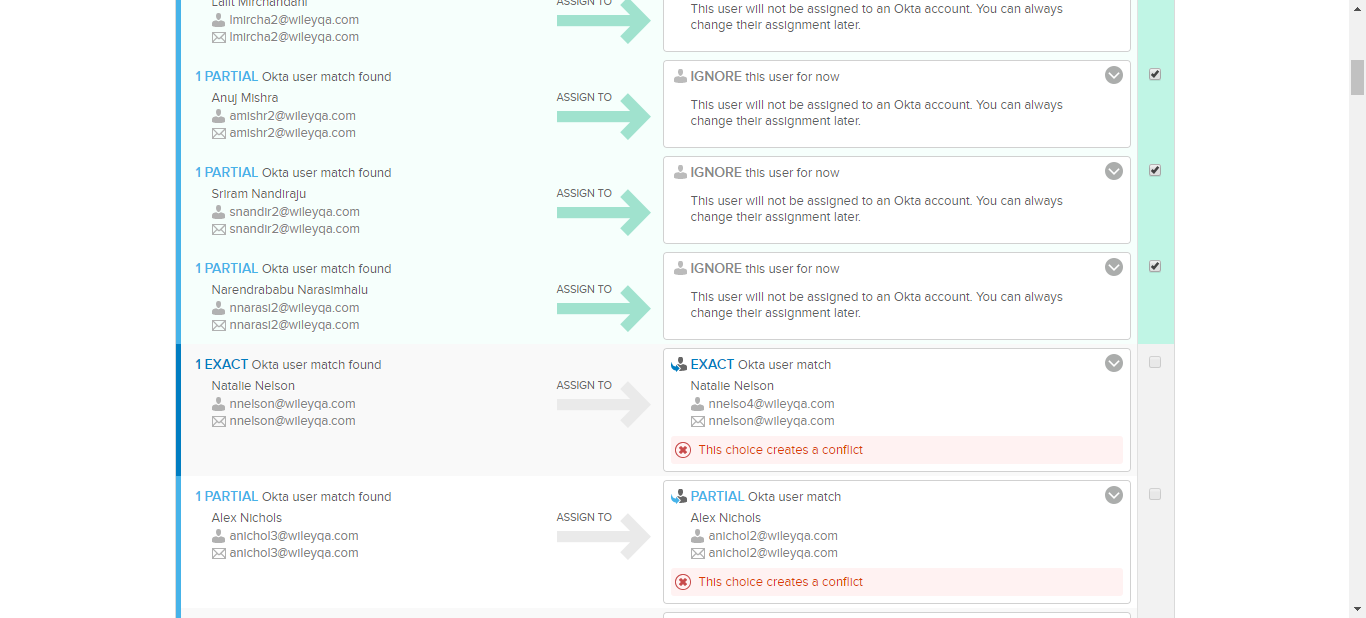 Lalit Mirchandani
lmircha2@wileyqa.com
lmircha2@wileyqa.com
ASSIGN TO
This user will not be assigned to an Okta account. You can always
change their assignment later.
1 PARTIAL Okta user match found
Anuj Mishra
amishr2@wileyqa.com
amishr2@wileyqa.com
ASSIGN TO
IGNORE this user for now
This user will not be assigned to an Okta account. You can always
change their assignment later.
1 PARTIAL Okta user match found
Sriram Nandiraju
snandir2@wileyqa.com
snandir2@wileyqa.com
ASSIGN TO
IGNORE this user for now
This user will not be assigned to an Okta account. You can always
change their assignment later.
1 PARTIAL Okta user match found
Narendrababu Narasimhalu
nnarasi2@wileyqa.com
nnarasi2@wileyqa.com
ASSIGN TO
IGNORE this user for now
This user will not be assigned to an Okta account. You can always
change their assignment later.
1 EXACT Okta user match found
Natalie Nelson
nnelson@wileyqa.com
nnelson@wileyqa.com
ASSIGN TO
EXACT Okta user match
Natalie Nelson
nnelso4@wileyqa.com
nnelson@wileyqa.com
This choice creates a conflict
1 PARTIAL Okta user match found
Alex Nichols
anichol3@wileyqa.com
anichol3@wileyqa.com
ASSIGN TO
PARTIAL Okta user match
Alex Nichols
anichol2@wileyqa.com
anichol2@wileyqa.com
This choice creates a conflict